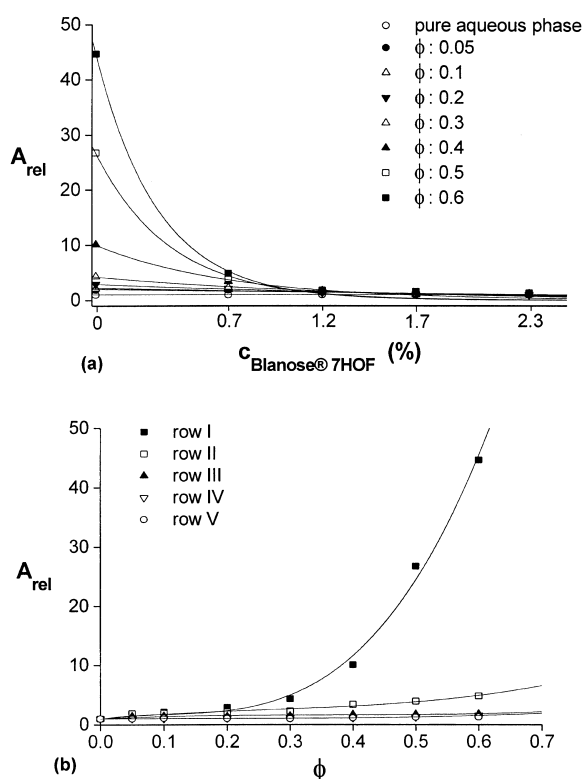 50
40
30
20
10
0
A rel
pure aqueous phase
ϕ : 0.05
ϕ : 0.1
ϕ : 0.2
ϕ : 0.3
ϕ : 0.4
ϕ : 0.5
ϕ : 0.6
0 0.7 1.2 1.7 2.3
(a)
c Blanose® 7HOF (%)
50
40
30
20
10
0
A rel
row I
row II
row III
row IV
row V
0.0 0.1 0.2 0.3 0.4 0.5 0.6 0.7
(b)
ϕ